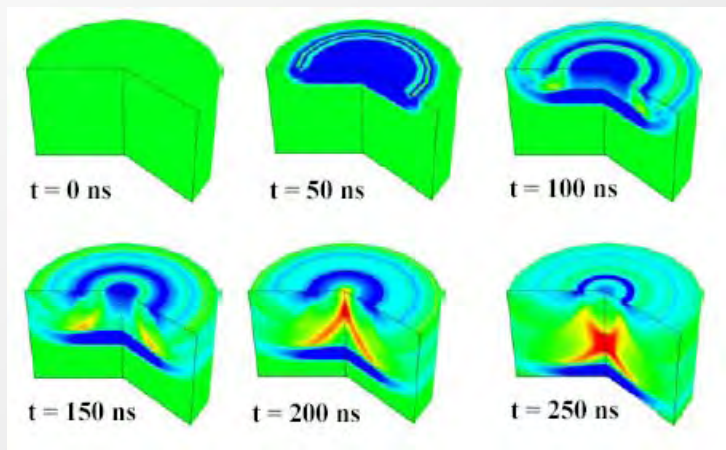 t = 0 ns
t = 50 ns
t = 100 ns
t = 150 ns
t = 200 ns
t = 250 ns